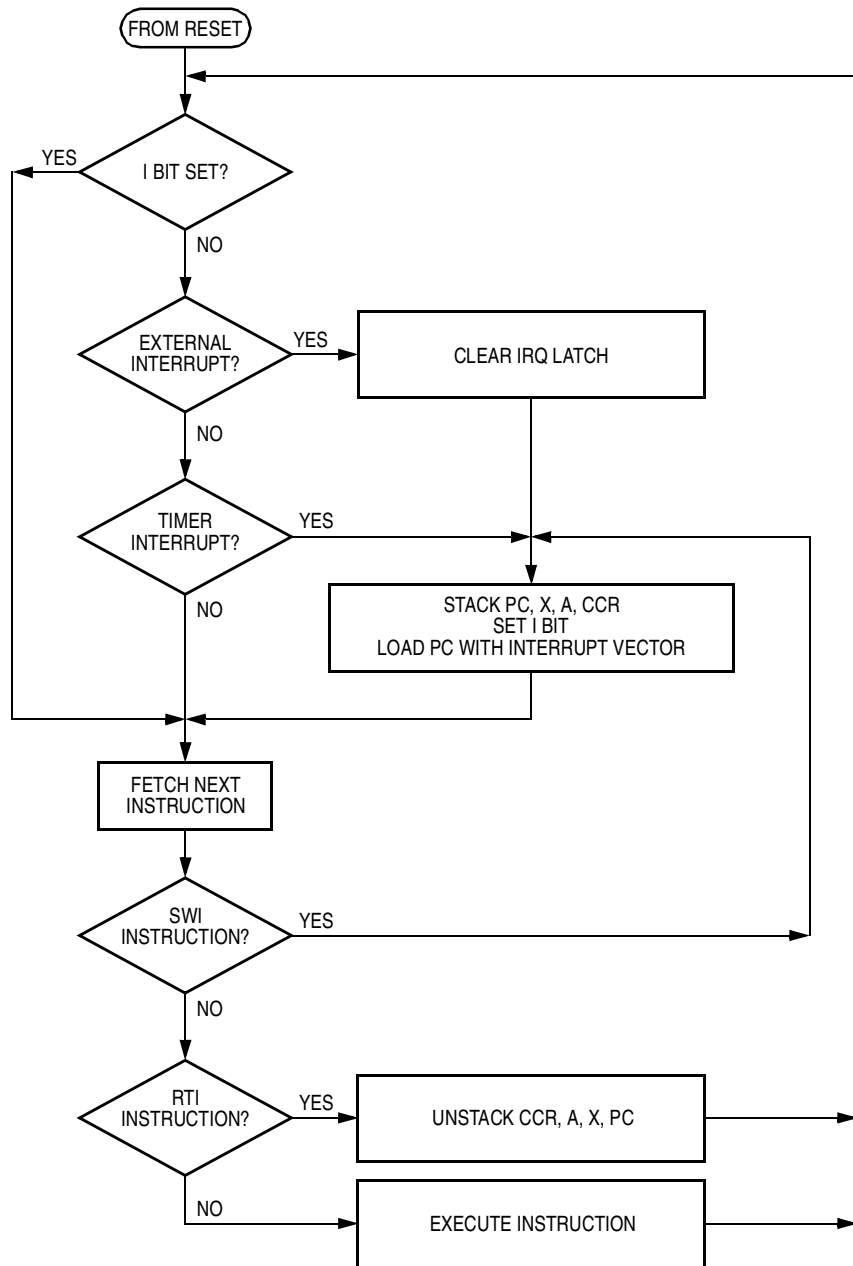 FROM RESET
YES
I BIT SET?
NO
EXTERNAL
INTERRUPT?
YES
CLEAR IRQ LATCH
NO
TIMER
INTERRUPT?
YES
NO
STACK PC, X, A, CCR
SET I BIT
LOAD PC WITH INTERRUPT VECTOR
FETCH NEXT
INSTRUCTION
SWI
INSTRUCTION?
YES
NO
RTI
INSTRUCTION?
YES
UNSTACK CCR, A, X, PC
NO
EXECUTE INSTRUCTION